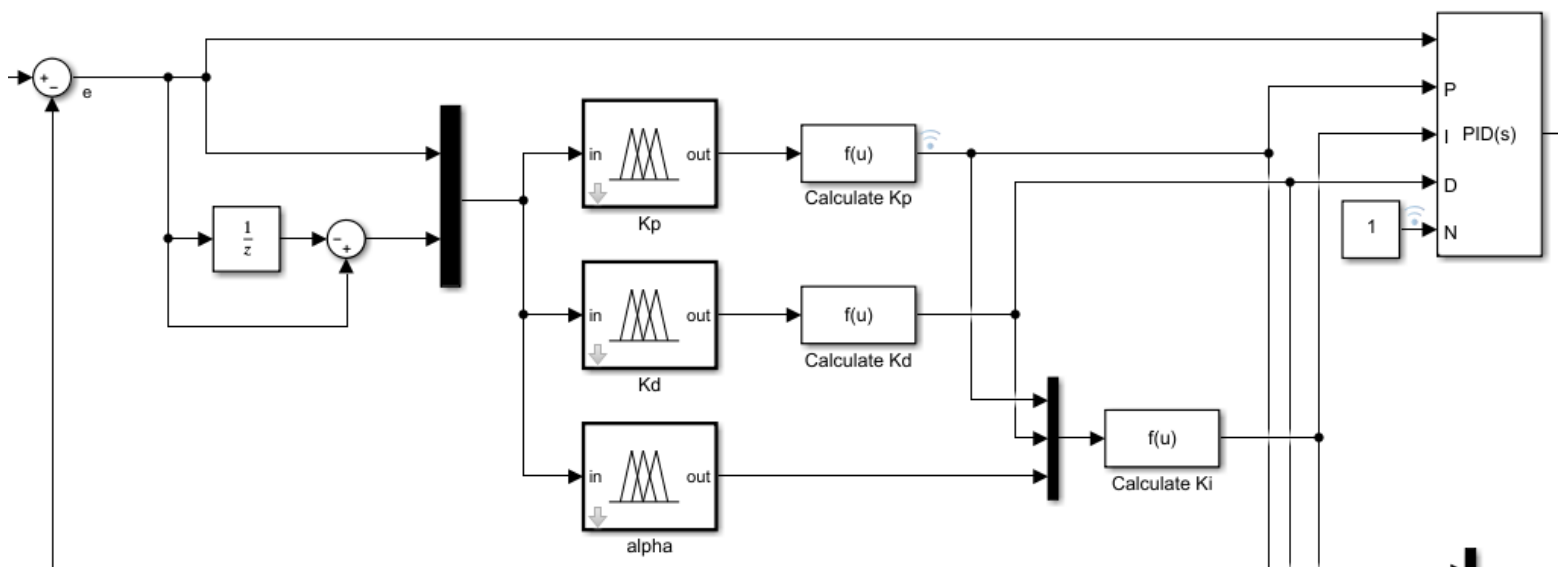 +
−
e
1
z
−
+
in
out
Kp
f(u)
Calculate Kp
in
out
Kd
f(u)
Calculate Kd
in
out
alpha
f(u)
Calculate Ki
P
I
PID(s)
D
1
N